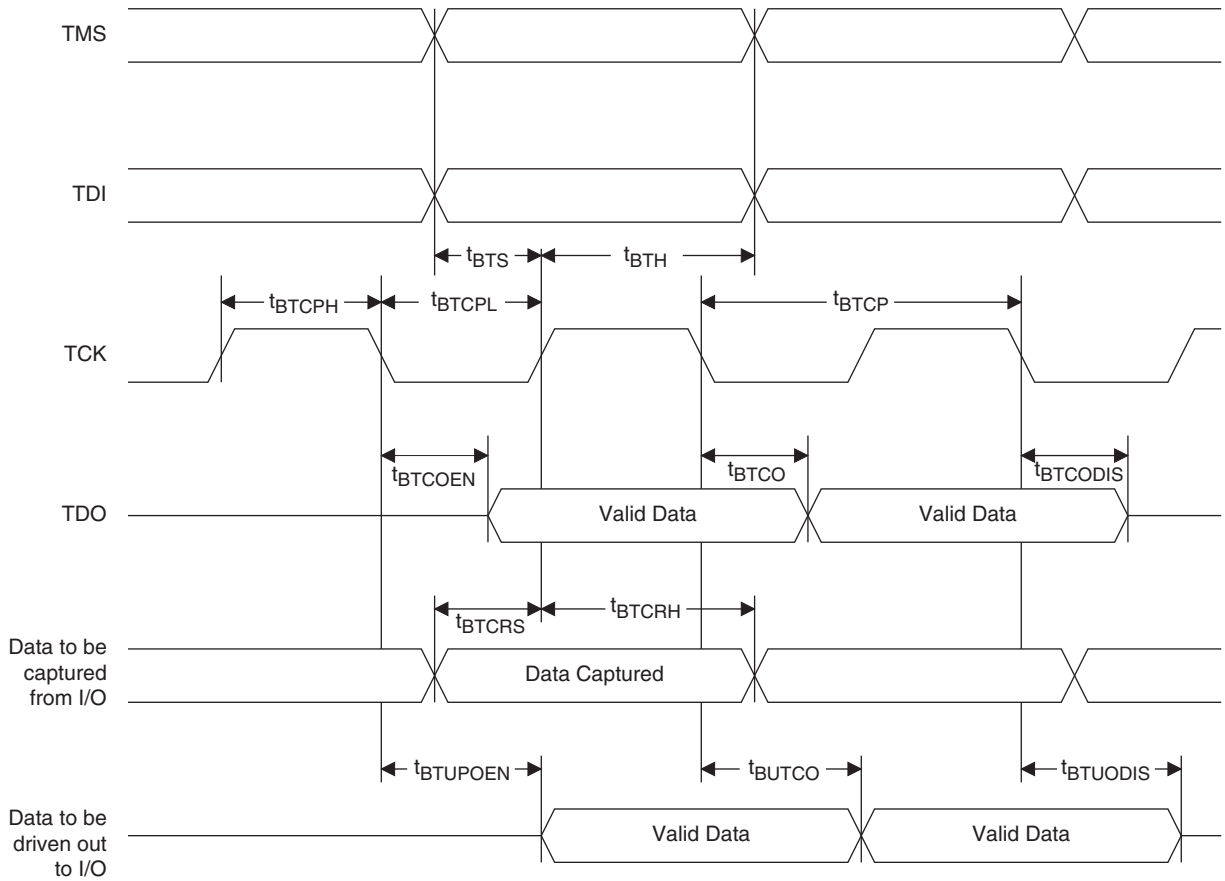 TMS
TDI
tBTS
tBTH
tBTCPH
tBTCPL
tBTCP
TCK
tBTCOEN
tBTCO
tBTCODIS
TDO
Valid Data
Valid Data
tBTCRS
tBTCRH
Data to be
captured
from I/O
Data Captured
tBTUPOEN
tBUTCO
tBTUODIS
Data to be
driven out
to I/O
Valid Data
Valid Data